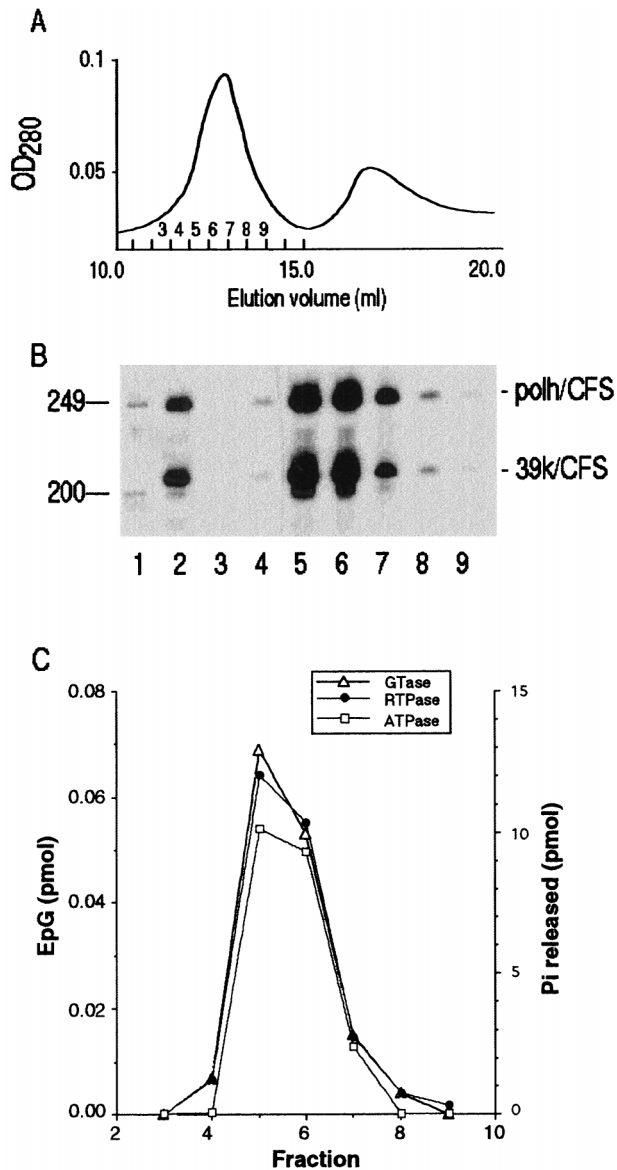 A
0.1
OD280
0.05
3 4 5 6 7 8 9
10.0 15.0 20.0
Elution volume (ml)
B
249 - polh/CFS
200 - 39k/CFS
1 2 3 4 5 6 7 8 9
C
GTase
RTPase
ATPase
0.08 15
0.06
10
0.04
5
0.02
0.00 0
EpG (pmol)
Pi released (pmol)
2 4 6 8 10
Fraction